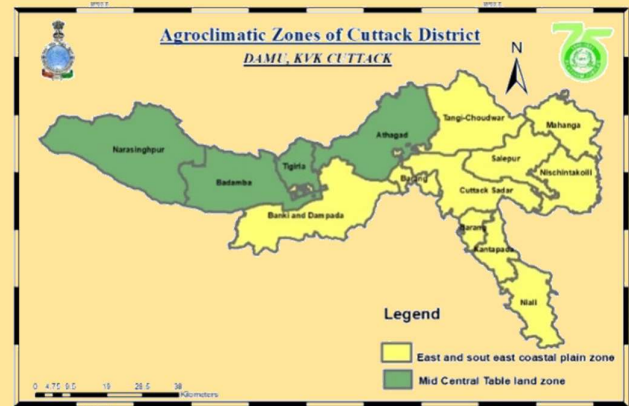 Agroclimatic Zones of Cuttack District
DAMU, KVK CUTTACK
N
75
Tangi-Choudwar
Mahanga
Athagad
Narasinghpur
Salepur
Tigiria
Nischintakoili
Badamba
Cuttack Sadar
Banki and Dampada
Barang
Kantapada
Niali
Legend
East and sout east coastal plain zone
Mid Central Table land zone
0 4.75 9.5 19 28.5 38
Kilometers